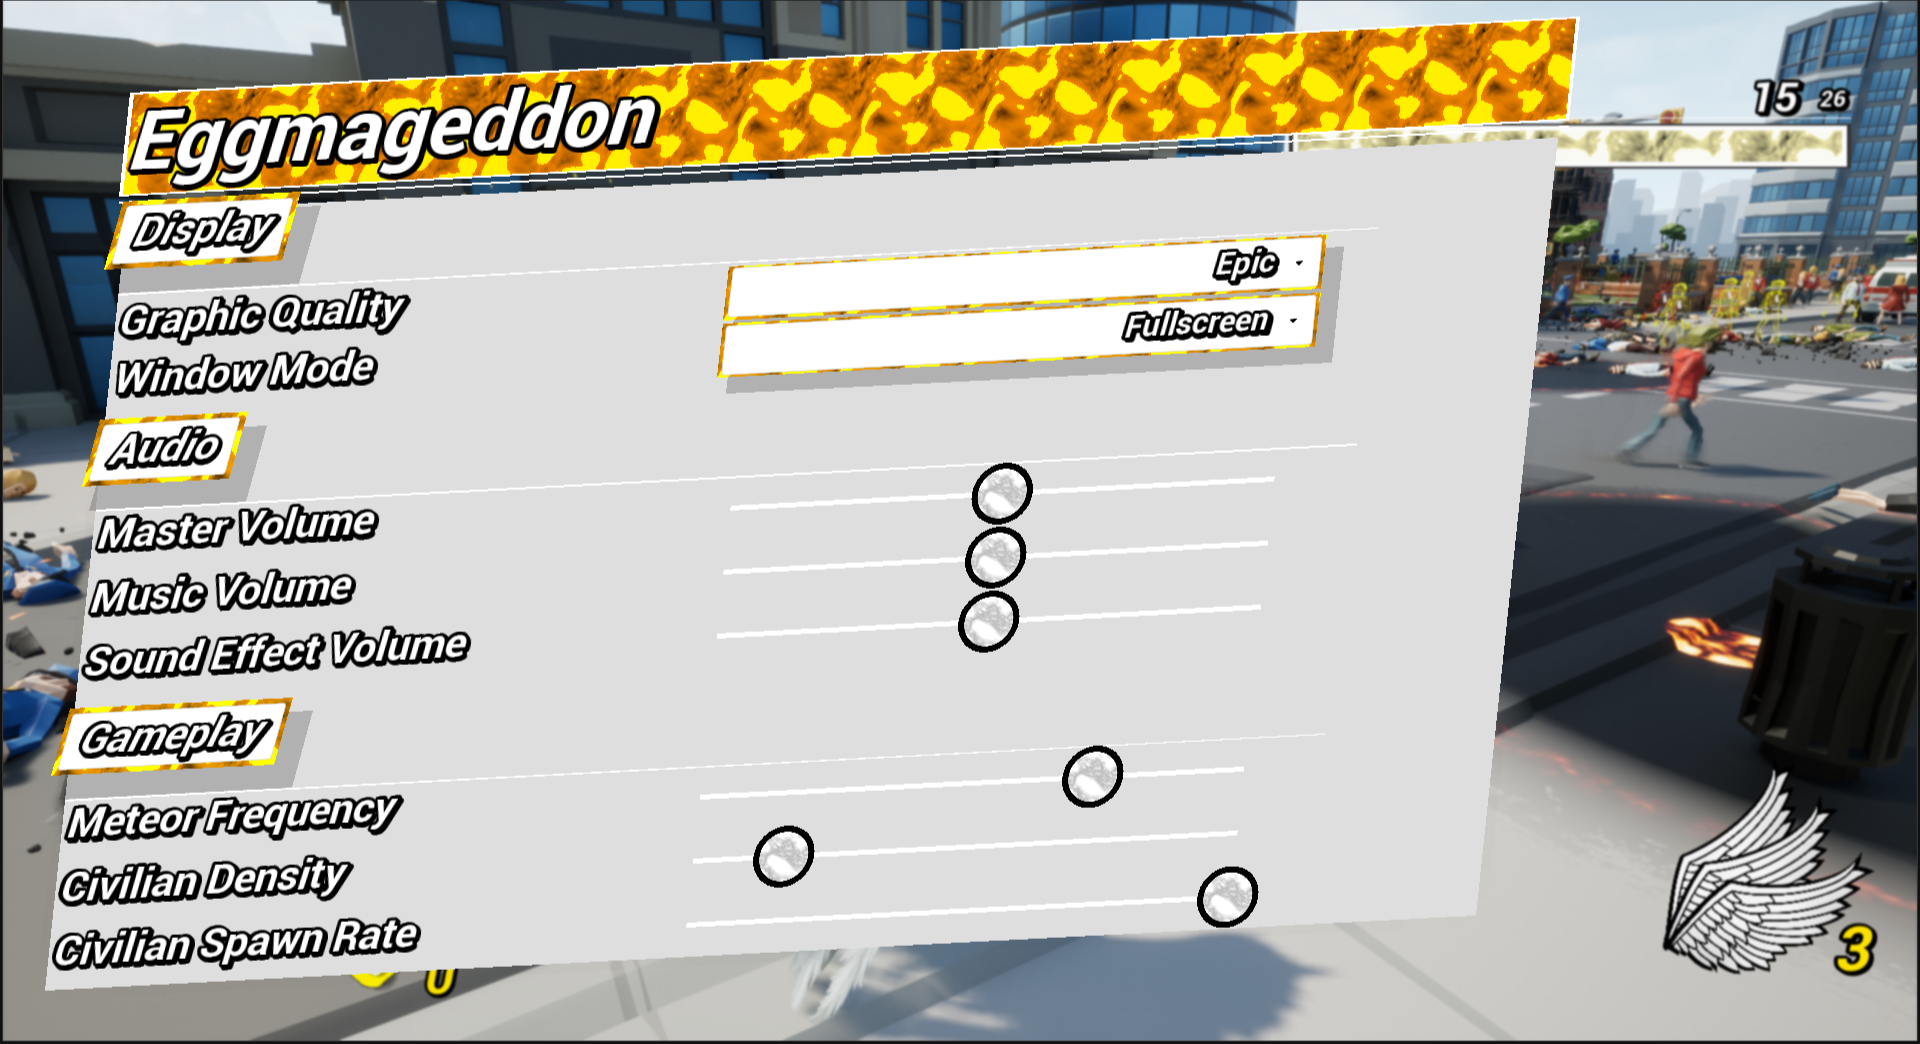 Eggmageddon
15 26
Display
Graphic Quality
Epic
Window Mode
Fullscreen
Audio
Master Volume
Music Volume
Sound Effect Volume
Gameplay
Meteor Frequency
Civilian Density
Civilian Spawn Rate
0
3